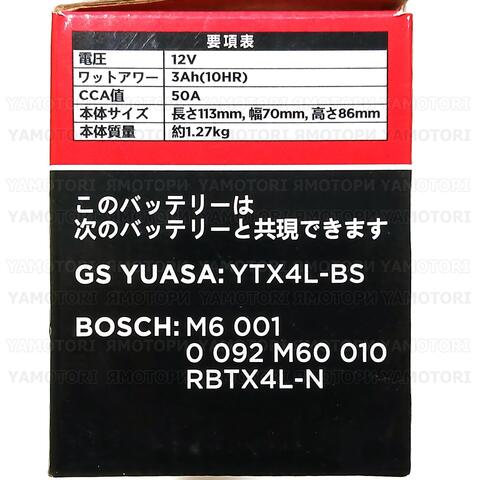 要項表
電圧 12V
ワットアワー 3Ah(10HR)
CCA値 50A
本体サイズ 長さ113mm, 幅70mm, 高さ86mm
本体質量 約1.27kg
このバッテリーは
次のバッテリーと共現できます
GS YUASA: YTX4L-BS
BOSCH: M6 001
0 092 M60 010
RBTX4L-N
YAMOTORI ЯМОТОРИ YAMOTORI